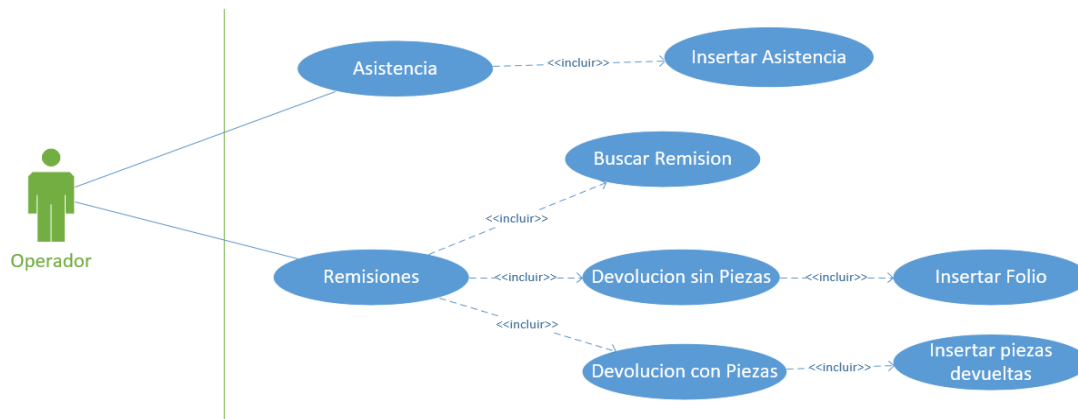 Asistencia
<<incluir>>
Insertar Asistencia
Buscar Remision
<<incluir>>
Operador
Remisiones
<<incluir>>
Devolucion sin Piezas
<<incluir>>
Insertar Folio
<<incluir>>
Devolucion con Piezas
<<incluir>>
Insertar piezas
devueltas